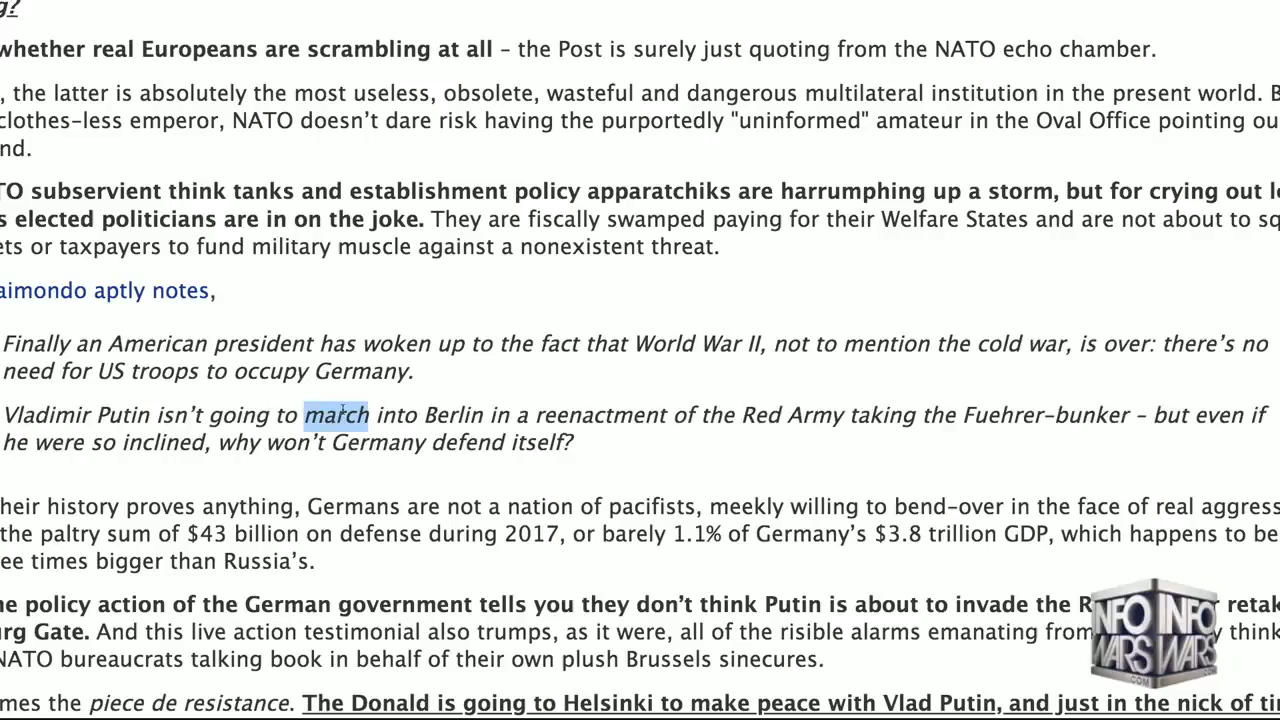 g?
whether real Europeans are scrambling at all – the Post is surely just quoting from the NATO echo chamber.
, the latter is absolutely the most useless, obsolete, wasteful and dangerous multilateral institution in the present world. B
clothes-less emperor, NATO doesn't dare risk having the purportedly "uninformed" amateur in the Oval Office pointing ou
nd.
TO subservient think tanks and establishment policy apparatchiks are harrumphing up a storm, but for crying out l
s elected politicians are in on the joke. They are fiscally swamped paying for their Welfare States and are not about to sq
ets or taxpayers to fund military muscle against a nonexistent threat.
aimondo aptly notes,
Finally an American president has woken up to the fact that World War II, not to mention the cold war, is over: there's no
need for US troops to occupy Germany.
Vladimir Putin isn't going to march into Berlin in a reenactment of the Red Army taking the Fuehrer-bunker – but even if
he were so inclined, why won't Germany defend itself?
heir history proves anything, Germans are not a nation of pacifists, meekly willing to bend-over in the face of real aggress
the paltry sum of $43 billion on defense during 2017, or barely 1.1% of Germany's $3.8 trillion GDP, which happens to be
ee times bigger than Russia's.
ne policy action of the German government tells you they don't think Putin is about to invade the R retak
urg Gate. And this live action testimonial also trumps, as it were, all of the risible alarms emanating from y think
NATO bureaucrats talking book in behalf of their own plush Brussels sinecures.
mes the piece de resistance. The Donald is going to Helsinki to make peace with Vlad Putin, and just in the nick of ti
INFO INFO
WARS WARS
.COM